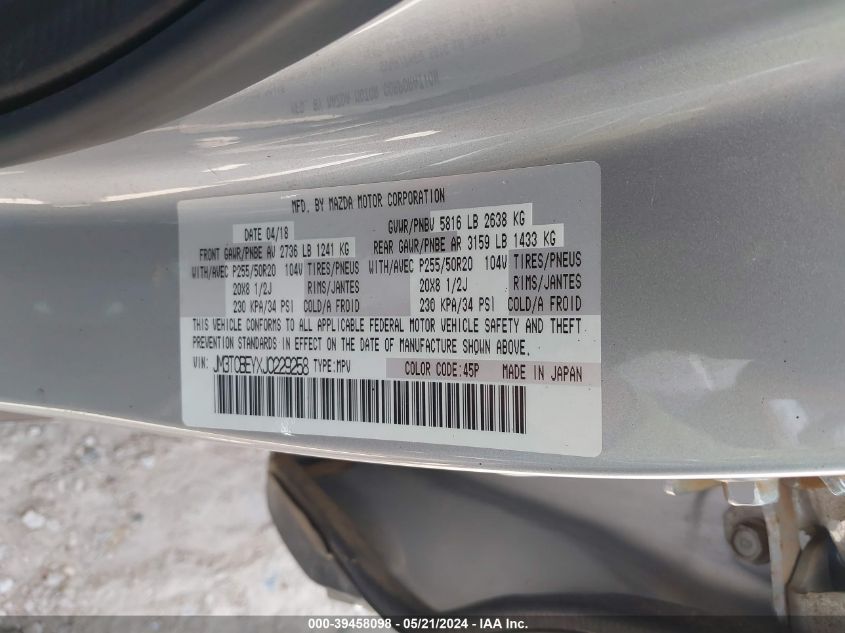 MFD. BY MAZDA MOTOR CORPORATION
DATE 04/18 GVWR/PNBV 5816 LB 2638 KG
FRONT GAWR/PNBE AV 2736 LB 1241 KG REAR GAWR/PNBE AR 3159 LB 1433 KG
WITH/AVEC P255/50R20 104V TIRES/PNEUS WITH/AVEC P255/50R20 104V TIRES/PNEUS
20X8 1/2J RIMS/JANTES 20X8 1/2J RIMS/JANTES
230 KPA/34 PSI COLD/A FROID 230 KPA/34 PSI COLD/A FROID
THIS VEHICLE CONFORMS TO ALL APPLICABLE FEDERAL MOTOR VEHICLE SAFETY AND THEFT
PREVENTION STANDARDS IN EFFECT ON THE DATE OF MANUFACTURE SHOWN ABOVE.
VIN: JM3TCBEYXJ0229258 TYPE:MPV COLOR CODE:45P MADE IN JAPAN
000-39458098 - 05/21/2024 - IAA Inc.